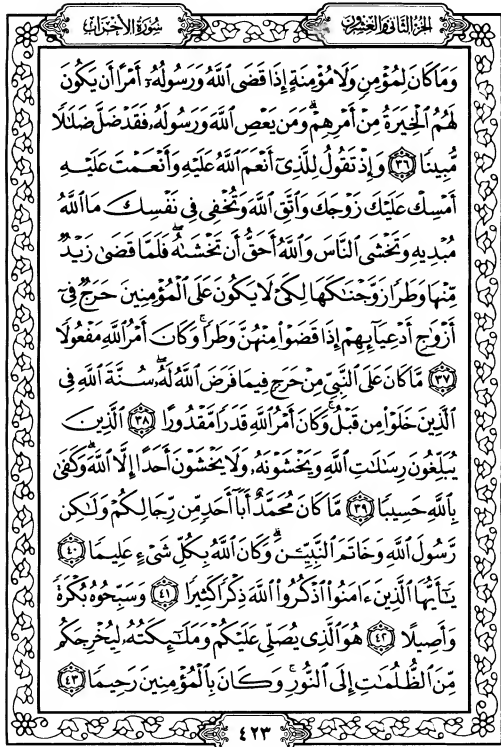 الجزء الثاني والعشرون
سورة الأحزاب
وَمَا كَانَ لِمُؤْمِنٍ وَلَا مُؤْمِنَةٍ إِذَا قَضَى ٱللَّهُ وَرَسُولُهُۥٓ أَمْرًا أَن يَكُونَ
لَهُمُ ٱلْخِيَرَةُ مِنْ أَمْرِهِمْ ۗ وَمَن يَعْصِ ٱللَّهَ وَرَسُولَهُۥ فَقَدْ ضَلَّ ضَلَٰلًا
مُّبِينًا ٣٦ وَإِذْ تَقُولُ لِلَّذِىٓ أَنْعَمَ ٱللَّهُ عَلَيْهِ وَأَنْعَمْتَ عَلَيْهِ
أَمْسِكْ عَلَيْكَ زَوْجَكَ وَٱتَّقِ ٱللَّهَ وَتُخْفِى فِى نَفْسِكَ مَا ٱللَّهُ
مُبْدِيهِ وَتَخْشَى ٱلنَّاسَ وَٱللَّهُ أَحَقُّ أَن تَخْشَىٰهُ ۖ فَلَمَّا قَضَىٰ زَيْدٌ
مِّنْهَا وَطَرًا زَوَّجْنَٰكَهَا لِكَىْ لَا يَكُونَ عَلَى ٱلْمُؤْمِنِينَ حَرَجٌ فِىٓ
أَزْوَٰجِ أَدْعِيَآئِهِمْ إِذَا قَضَوْا۟ مِنْهُنَّ وَطَرًا ۚ وَكَانَ أَمْرُ ٱللَّهِ مَفْعُولًا
٣٧ مَّا كَانَ عَلَى ٱلنَّبِىِّ مِنْ حَرَجٍ فِيمَا فَرَضَ ٱللَّهُ لَهُۥ ۖ سُنَّةَ ٱللَّهِ فِى
ٱلَّذِينَ خَلَوْا۟ مِن قَبْلُ ۚ وَكَانَ أَمْرُ ٱللَّهِ قَدَرًا مَّقْدُورًا ٣٨ ٱلَّذِينَ
يُبَلِّغُونَ رِسَٰلَٰتِ ٱللَّهِ وَيَخْشَوْنَهُۥ وَلَا يَخْشَوْنَ أَحَدًا إِلَّا ٱللَّهَ ۗ وَكَفَىٰ
بِٱللَّهِ حَسِيبًا ٣٩ مَّا كَانَ مُحَمَّدٌ أَبَآ أَحَدٍ مِّن رِّجَالِكُمْ وَلَٰكِن
رَّسُولَ ٱللَّهِ وَخَاتَمَ ٱلنَّبِيِّـۧنَ ۗ وَكَانَ ٱللَّهُ بِكُلِّ شَىْءٍ عَلِيمًا ٤٠
يَٰٓأَيُّهَا ٱلَّذِينَ ءَامَنُوا۟ ٱذْكُرُوا۟ ٱللَّهَ ذِكْرًا كَثِيرًا ٤١ وَسَبِّحُوهُ بُكْرَةً
وَأَصِيلًا ٤٢ هُوَ ٱلَّذِى يُصَلِّى عَلَيْكُمْ وَمَلَٰٓئِكَتُهُۥ لِيُخْرِجَكُم
مِّنَ ٱلظُّلُمَٰتِ إِلَى ٱلنُّورِ ۚ وَكَانَ بِٱلْمُؤْمِنِينَ رَحِيمًا ٤٣
٤٢٣